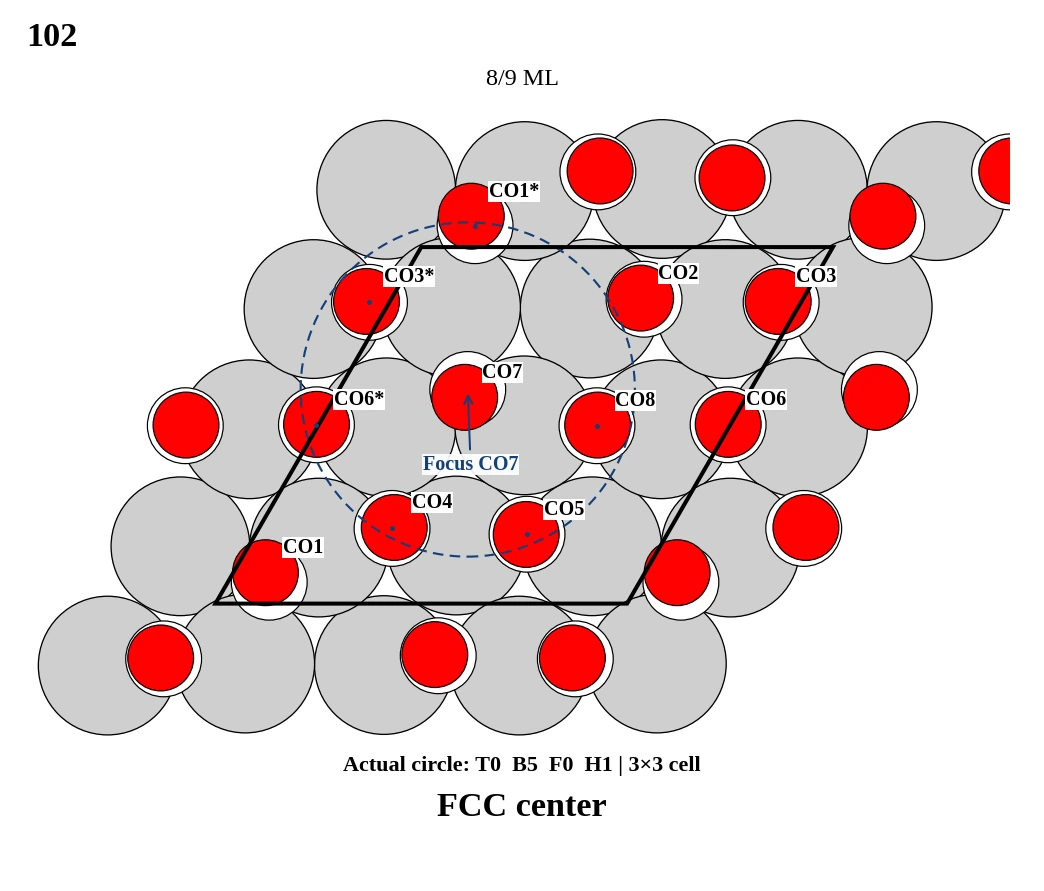 102
8/9 ML
CO1*
CO3*
CO2
CO3
CO7
CO6*
CO8
CO6
Focus CO7
CO4
CO5
CO1
Actual circle: T0 B5 F0 H1 | 3×3 cell
FCC center